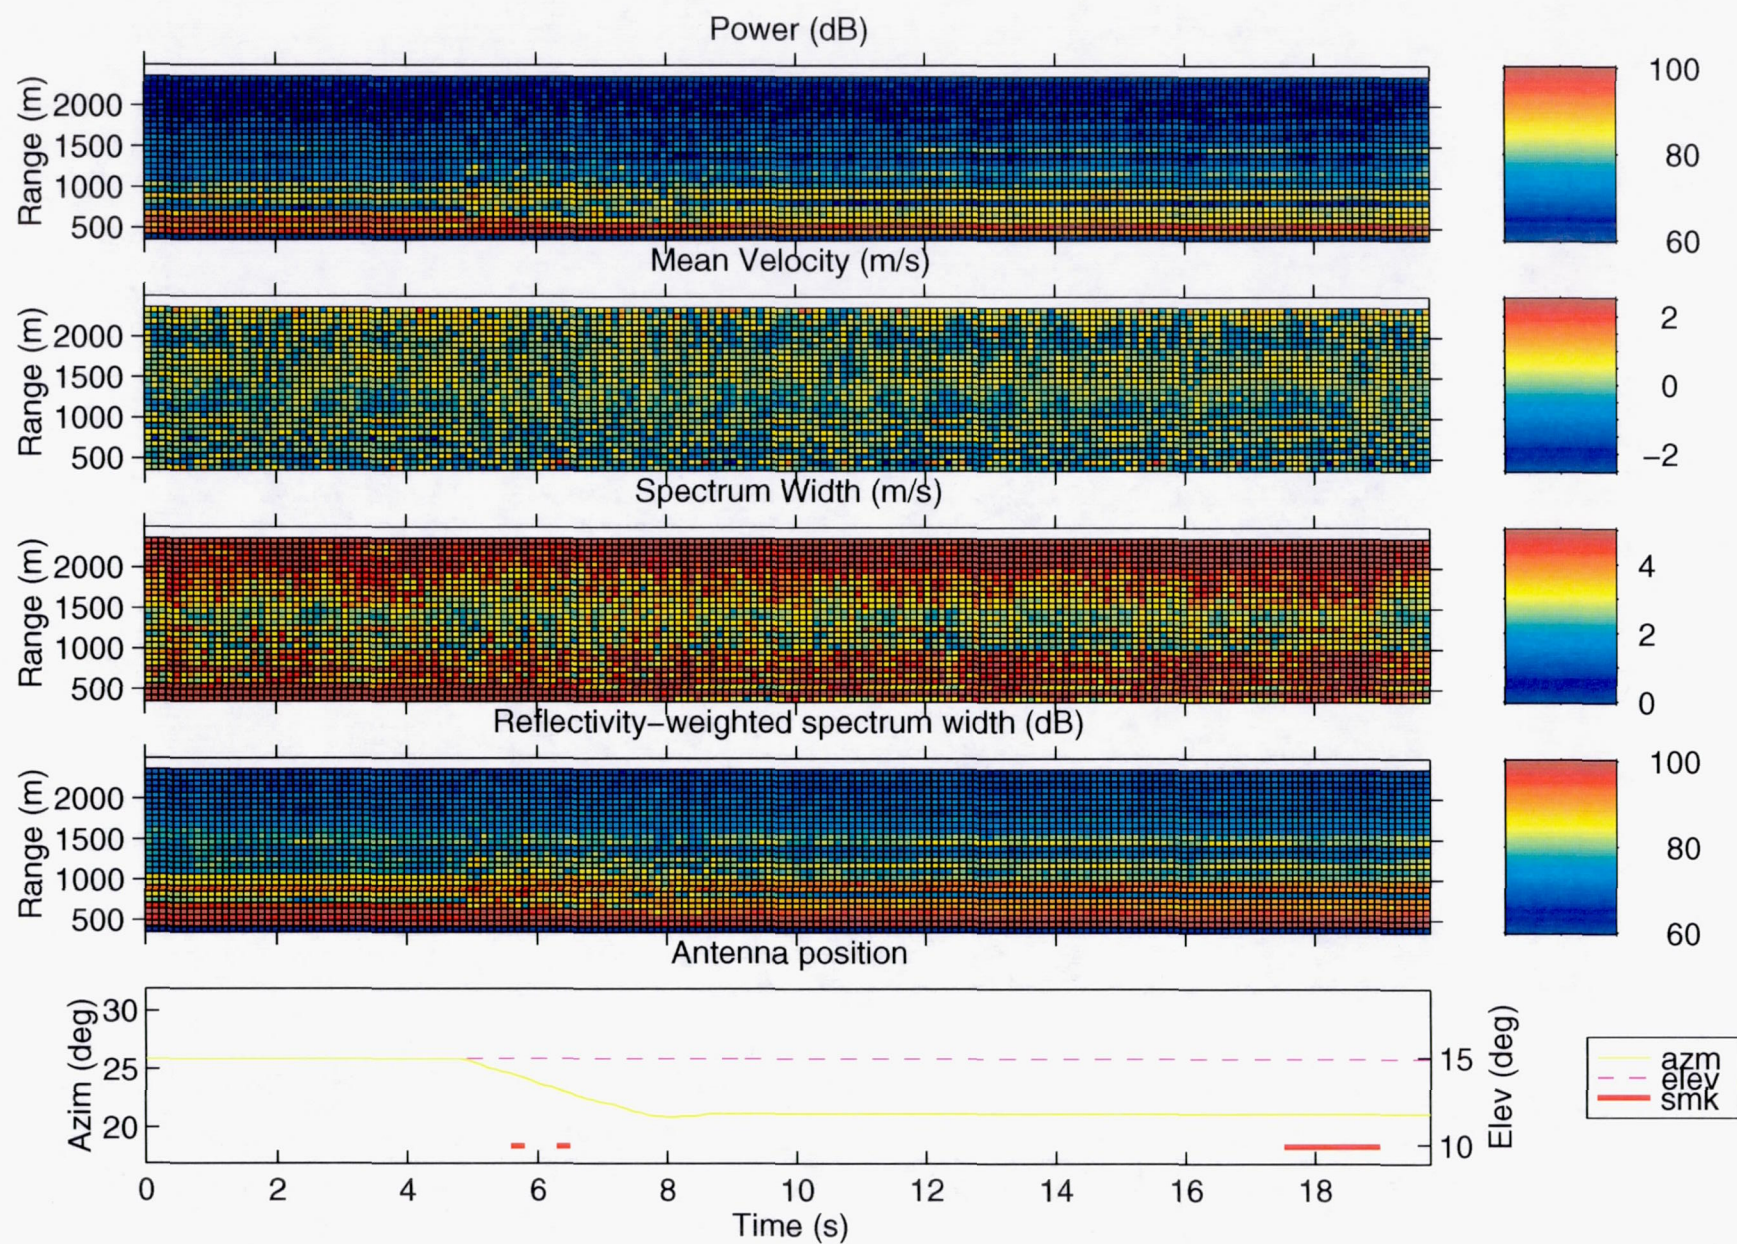 Power (dB)
Range (m)
2000
1500
1000
500
100
80
60
Mean Velocity (m/s)
Range (m)
2000
1500
1000
500
2
0
−2
Spectrum Width (m/s)
Range (m)
2000
1500
1000
500
4
2
0
Reflectivity−weighted spectrum width (dB)
Range (m)
2000
1500
1000
500
100
80
60
Antenna position
Azim (deg)
30
25
20
15
10
Elev (deg)
azm
elev
smk
0 2 4 6 8 10 12 14 16 18
Time (s)